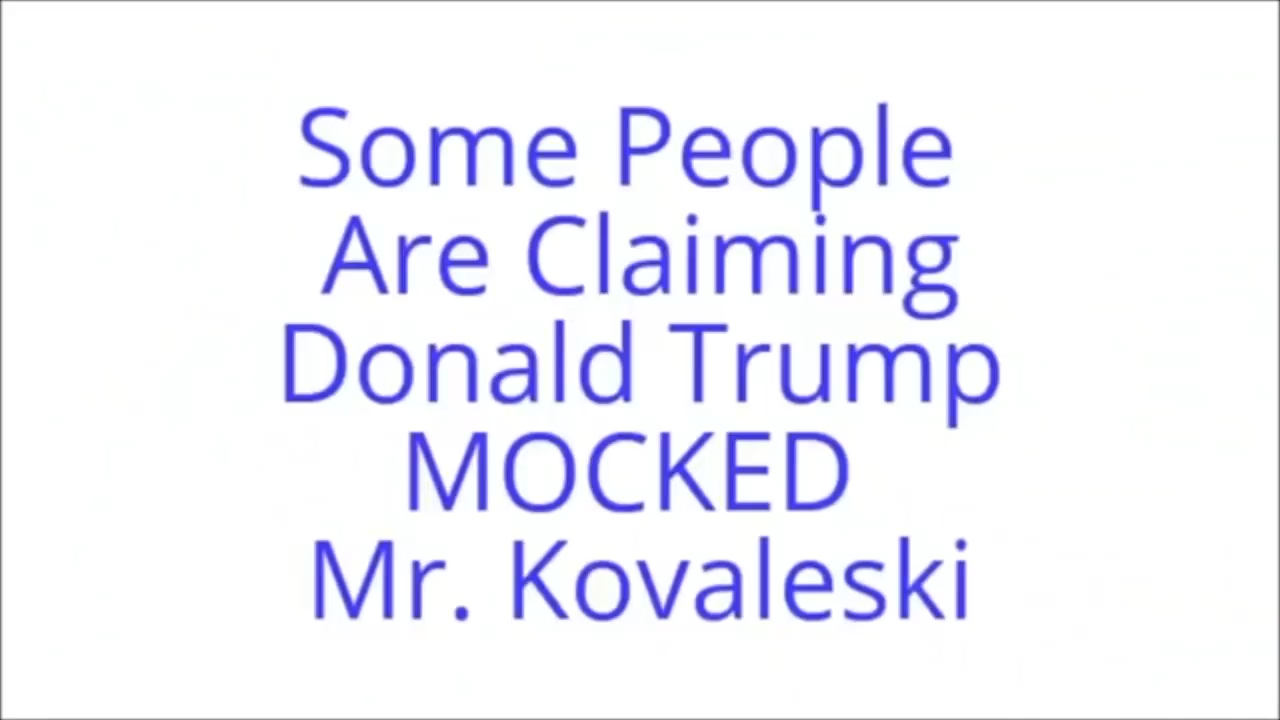 Some People
Are Claiming
Donald Trump
MOCKED
Mr. Kovaleski